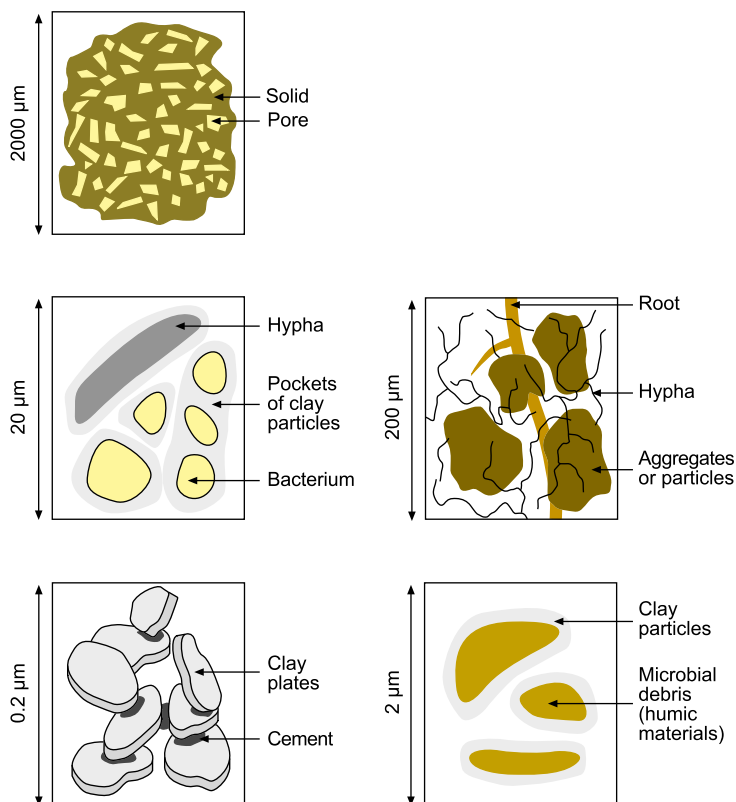 2000 μm
Solid
Pore
20 μm
Hypha
Pockets
of clay
particles
Bacterium
200 μm
Root
Hypha
Aggregates
or particles
0.2 μm
Clay
plates
Cement
2 μm
Clay
particles
Microbial
debris
(humic
materials)